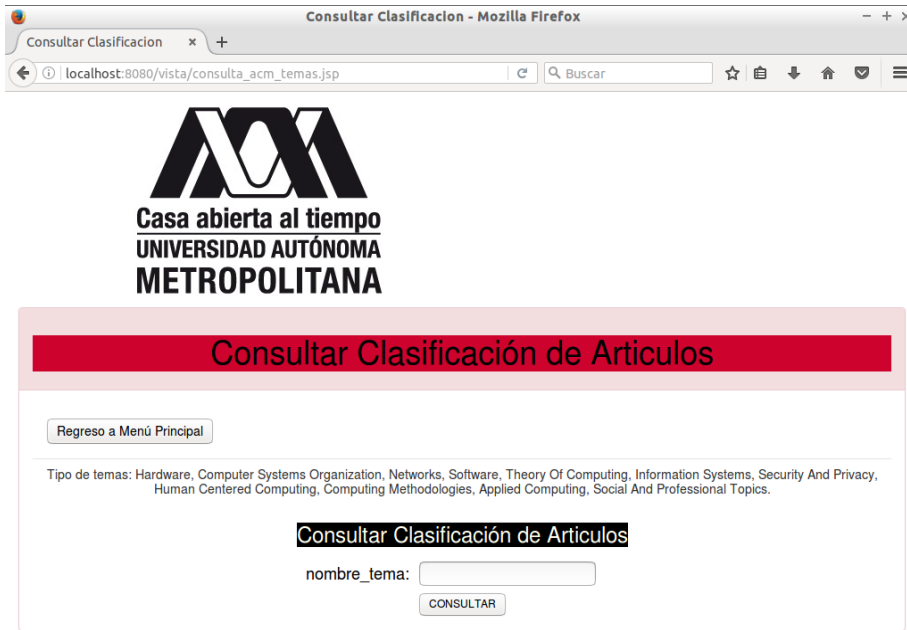 Consultar Clasificacion - Mozilla Firefox
Consultar Clasificacion
localhost:8080/vista/consulta_acm_temas.jsp
Buscar
Casa abierta al tiempo
UNIVERSIDAD AUTÓNOMA
METROPOLITANA
Consultar Clasificación de Articulos
Regreso a Menú Principal
Tipo de temas: Hardware, Computer Systems Organization, Networks, Software, Theory Of Computing, Information Systems, Security And Privacy,
Human Centered Computing, Computing Methodologies, Applied Computing, Social And Professional Topics.
Consultar Clasificación de Articulos
nombre_tema:
CONSULTAR